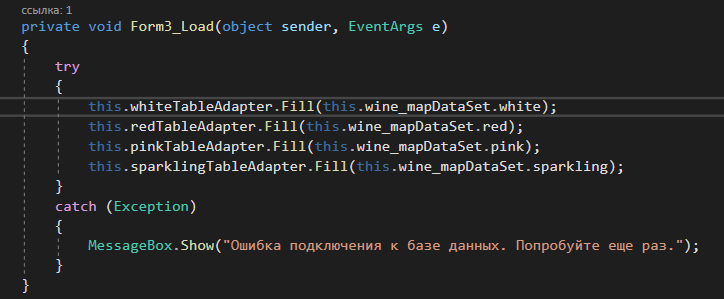 ссылка: 1
private void Form3_Load(object sender, EventArgs e)
{
try
{
this.whiteTableAdapter.Fill(this.wine_mapDataSet.white);
this.redTableAdapter.Fill(this.wine_mapDataSet.red);
this.pinkTableAdapter.Fill(this.wine_mapDataSet.pink);
this.sparklingTableAdapter.Fill(this.wine_mapDataSet.sparkling);
}
catch (Exception)
{
MessageBox.Show("Ошибка подключения к базе данных. Попробуйте еще раз.");
}
}